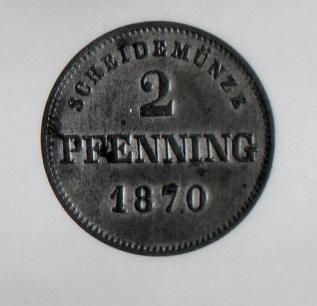 SCHEIDEMÜNZE
2
PFENNING
1870